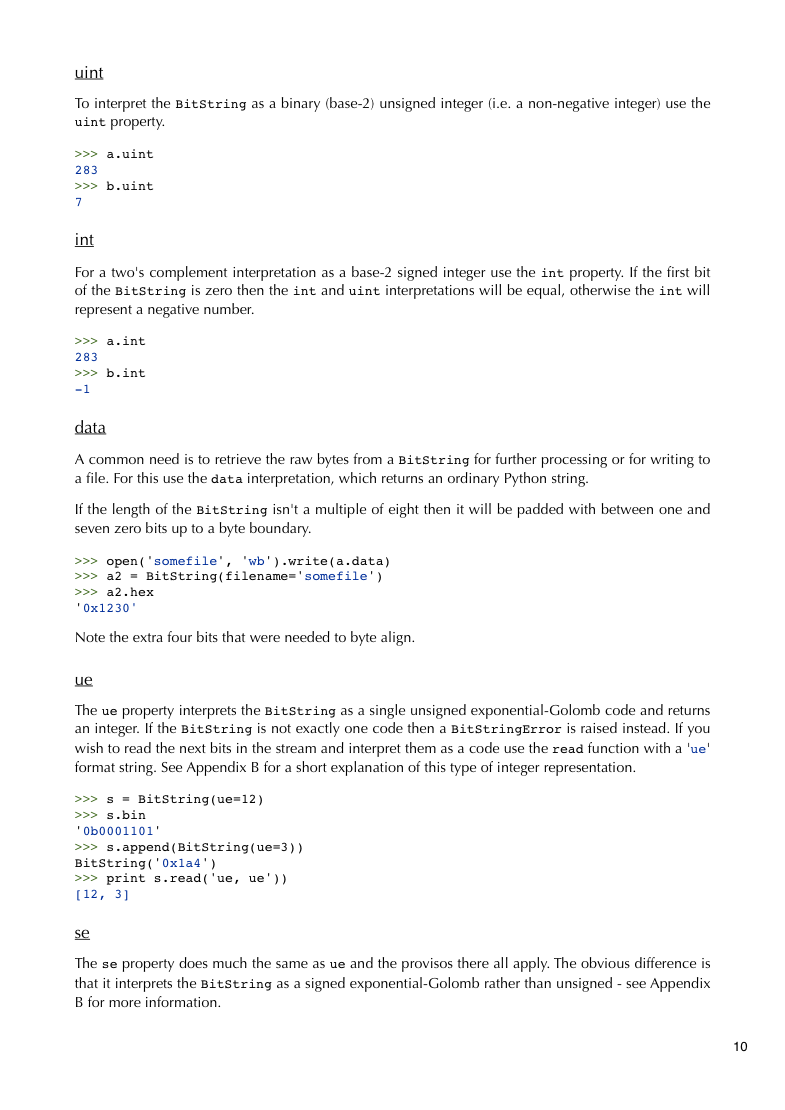 uint
To interpret the BitString as a binary (base-2) unsigned integer (i.e. a non-negative integer) use the
uint property.
>>> a.uint
283
>>> b.uint
7
int
For a two's complement interpretation as a base-2 signed integer use the int property. If the first bit
of the BitString is zero then the int and uint interpretations will be equal, otherwise the int will
represent a negative number.
>>> a.int
283
>>> b.int
-1
data
A common need is to retrieve the raw bytes from a BitString for further processing or for writing to
a file. For this use the data interpretation, which returns an ordinary Python string.
If the length of the BitString isn't a multiple of eight then it will be padded with between one and
seven zero bits up to a byte boundary.
>>> open('somefile', 'wb').write(a.data)
>>> a2 = BitString(filename='somefile')
>>> a2.hex
'0x1230'
Note the extra four bits that were needed to byte align.
ue
The ue property interprets the BitString as a single unsigned exponential-Golomb code and returns
an integer. If the BitString is not exactly one code then a BitStringError is raised instead. If you
wish to read the next bits in the stream and interpret them as a code use the read function with a 'ue'
format string. See Appendix B for a short explanation of this type of integer representation.
>>> s = BitString(ue=12)
>>> s.bin
'0b0001101'
>>> s.append(BitString(ue=3))
BitString('0x1a4')
>>> print s.read('ue, ue'))
[12, 3]
se
The se property does much the same as ue and the provisos there all apply. The obvious difference is
that it interprets the BitString as a signed exponential-Golomb rather than unsigned - see Appendix
B for more information.
10